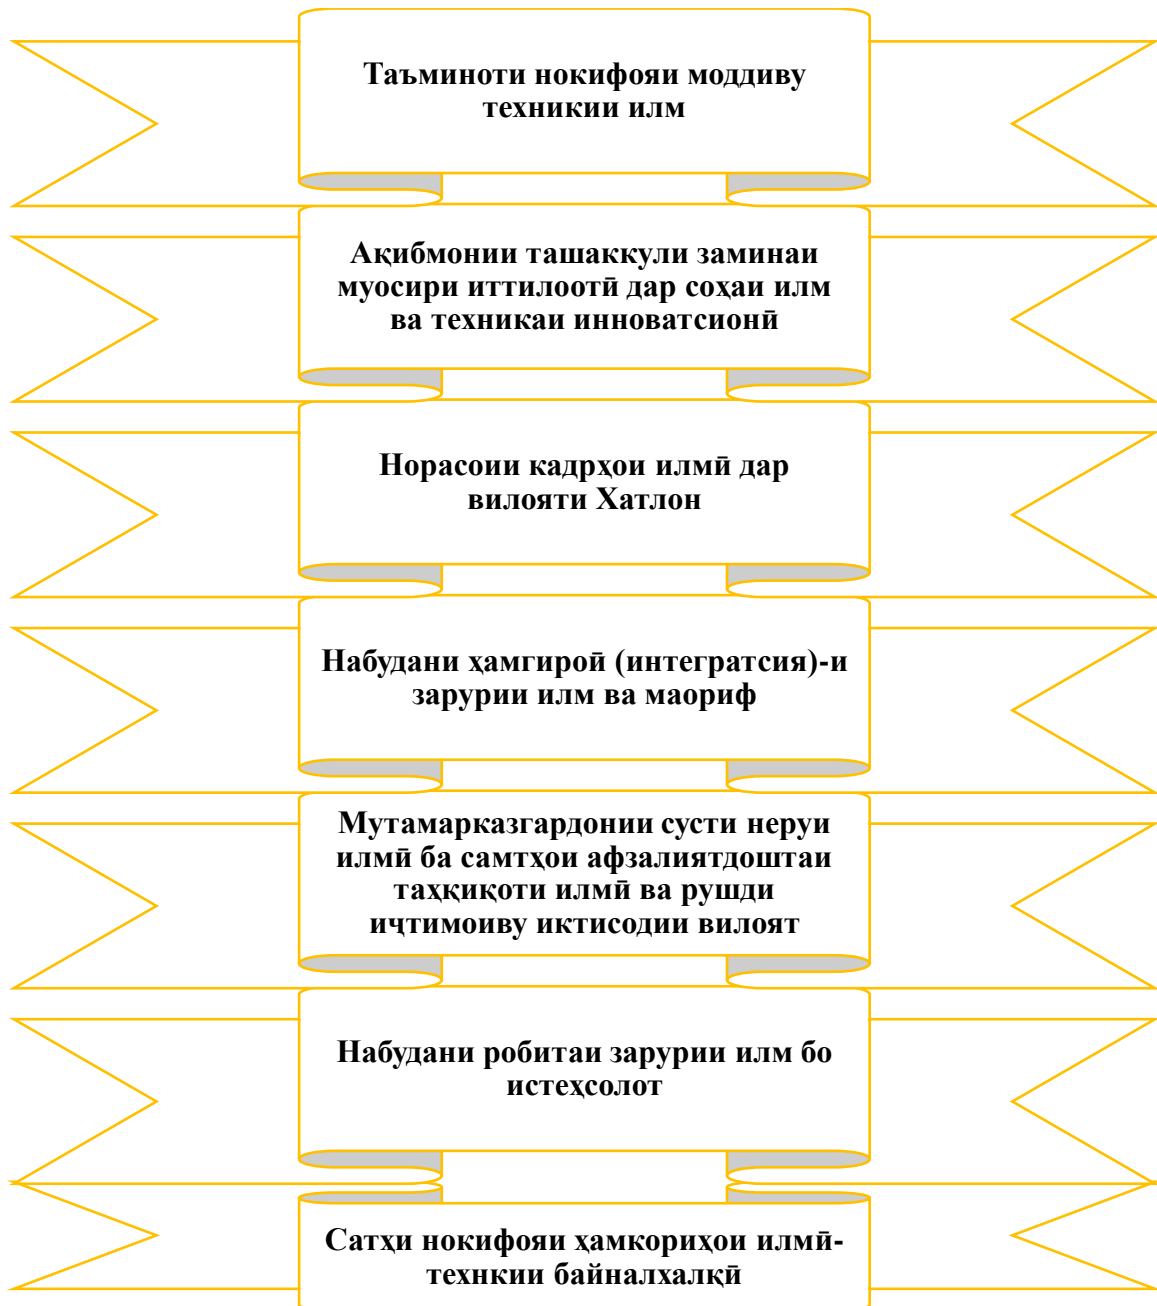 Таъминоти нокифояи моддиву
техникии илм
Ақибмонии ташаккули заминаи
муосири иттилоотӣ дар соҳаи илм
ва техникаи инноватсионӣ
Норасоии кадрҳои илмӣ дар
вилояти Хатлон
Набудани ҳамгироӣ (интегратсия)-и
зарурии илм ва маориф
Мутамарказгардонии сусти неруи
илмӣ ба самтҳои афзалиятдоштаи
таҳқиқоти илмӣ ва рушди
иҷтимоиву иктисодии вилоят
Набудани робитаи зарурии илм бо
истеҳсолот
Сатҳи нокифояи ҳамкориҳои илмӣ-
технкии байналхалқӣ